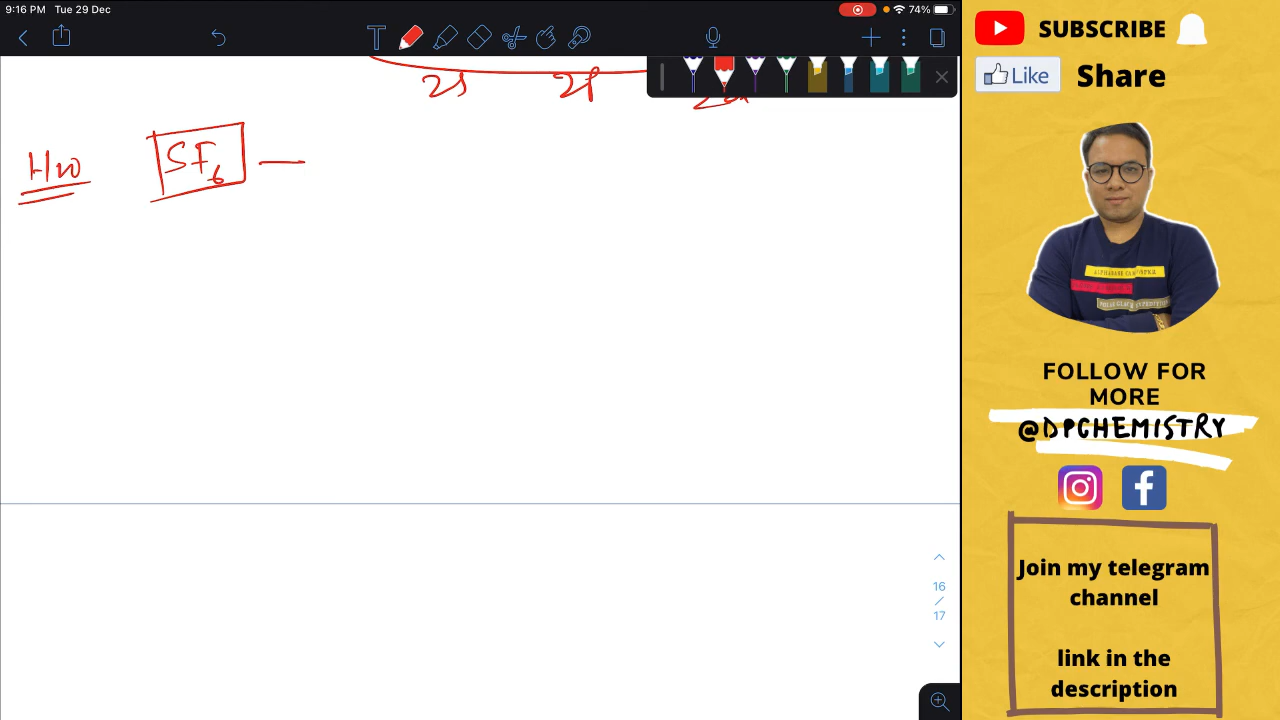 9:16 PM Tue 29 Dec
74%
2s 2p
HW SF6 —
16
/
17
SUBSCRIBE
Like Share
FOLLOW FOR
MORE
@DPCHEMISTRY
Join my telegram
channel
link in the
description